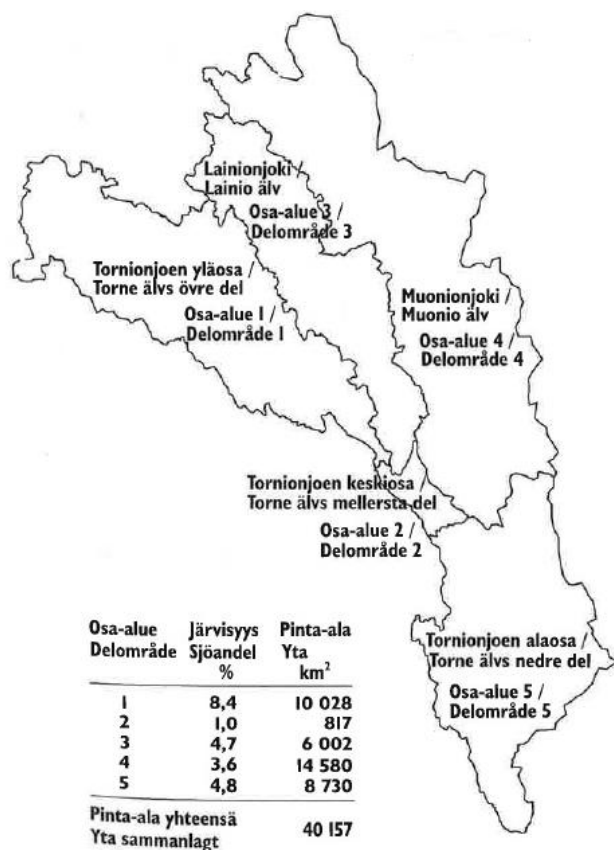 Lainionjoki /
Lainio älv
Osa-alue 3 /
Delområde 3
Tornionjoen yläosa /
Torne älvs övre del
Osa-alue 1 /
Delområde 1
Muonionjoki /
Muonio älv
Osa-alue 4 /
Delområde 4
Tornionjoen keskiosa /
Torne älvs mellersta del
Osa-alue 2 /
Delområde 2
Tornionjoen alaosa /
Torne älvs nedre del
Osa-alue 5 /
Delområde 5
Osa-alue Järvisyys Pinta-ala
Delområde Sjöandel Yta
% km²
1 8,4 10 028
2 1,0 817
3 4,7 6 002
4 3,6 14 580
5 4,8 8 730
Pinta-ala yhteensä
Yta sammanlagt 40 157